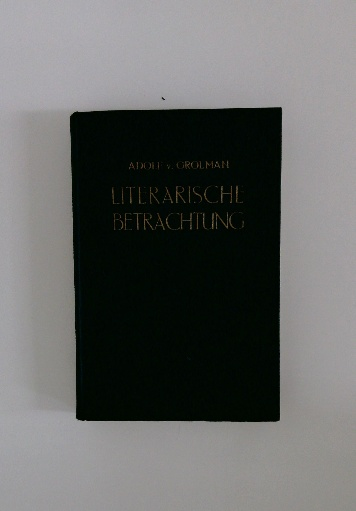 ADOLF v. GROLMAN
LITERARISCHE
BETRACHTUNG